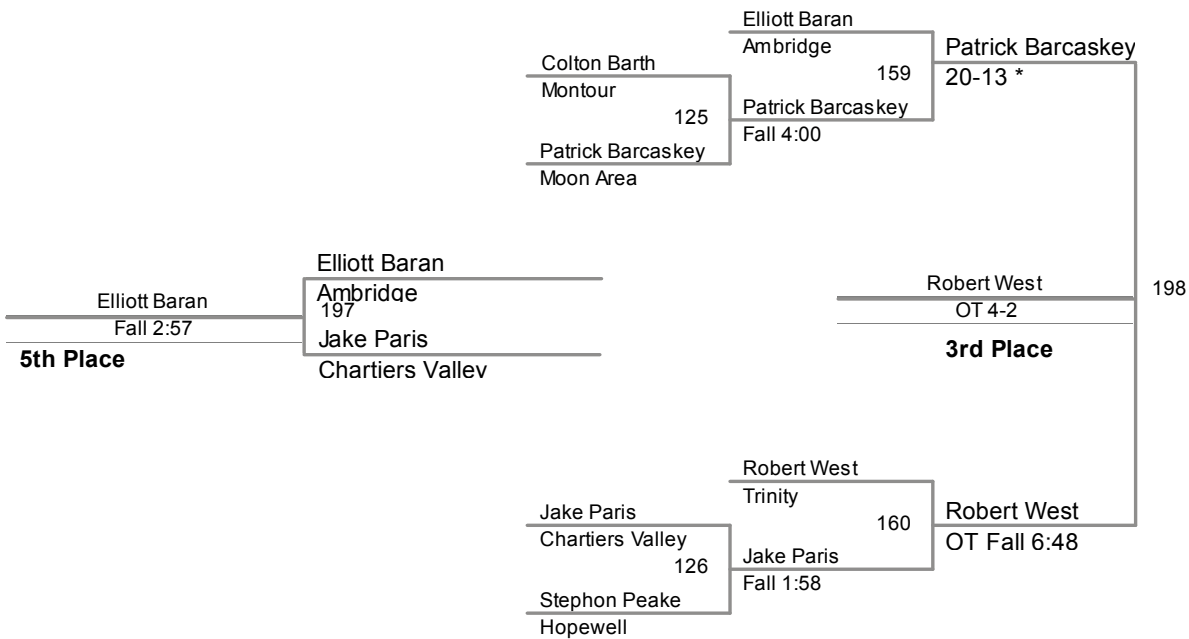 Elliott Baran
Ambridge
Patrick Barcaskey
20-13 *
Colton Barth
Montour
159
125
Patrick Barcaskey
Fall 4:00
Patrick Barcaskey
Moon Area
Elliott Baran
Ambridge
197
Elliott Baran
Fall 2:57
5th Place
Jake Paris
Chartiers Valley
Robert West
OT 4-2
198
3rd Place
Robert West
Trinity
Jake Paris
Chartiers Valley
160
Robert West
OT Fall 6:48
126
Jake Paris
Fall 1:58
Stephon Peake
Hopewell